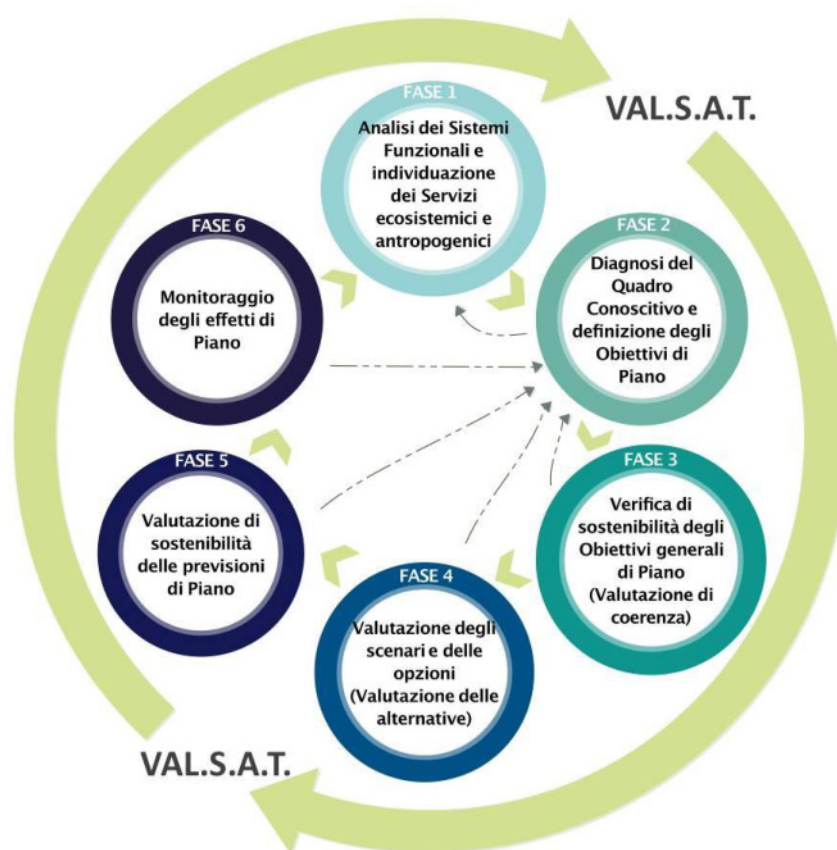 VAL.S.A.T.
FASE 1
Analisi dei Sistemi
Funzionali e
individuazione
dei Servizi
ecosistemici e
antropogenici
FASE 2
Diagnosi del
Quadro
Conoscitivo e
definizione degli
Obiettivi di
Piano
FASE 3
Verifica di
sostenibilità degli
Obiettivi generali
di Piano
(Valutazione di
coerenza)
FASE 4
Valutazione degli
scenari e delle
opzioni
(Valutazione delle
alternative)
FASE 5
Valutazione di
sostenibilità
delle previsioni
di Piano
FASE 6
Monitoraggio
degli effetti di
Piano
VAL.S.A.T.